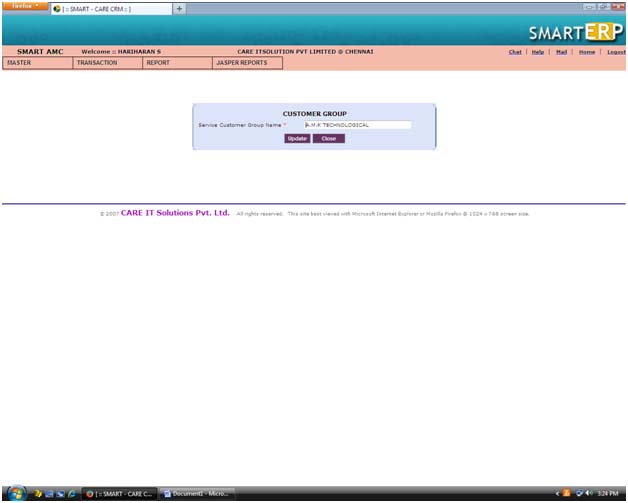 Firefox
[ :: SMART - CARE CRM :: ]
SMARTERP
SMART AMC Welcome :: HARIHARAN S CARE ITSOLUTION PVT LIMITED @ CHENNAI Chat | Help | Mail | Home | Logout
MASTER TRANSACTION REPORT JASPER REPORTS
CUSTOMER GROUP
Service Customer Group Name * A.M.K TECHNOLOGICAL
Update Close
© 2007 CARE IT Solutions Pvt. Ltd. All rights reserved. This site best viewed with Microsoft Internet Explorer or Mozilla Firefox @ 1024 x 768 screen size.
[ :: SMART - CARE C... Document1 - Micro... 3:24 PM